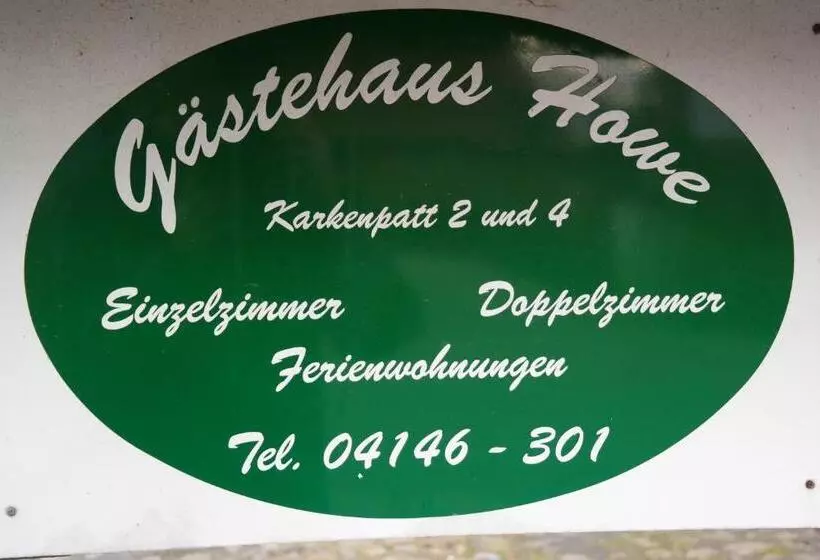 Gästehaus Howe
Karkenpatt 2 und 4
Einzelzimmer Doppelzimmer
Ferienwohnungen
Tel. 04146 - 301